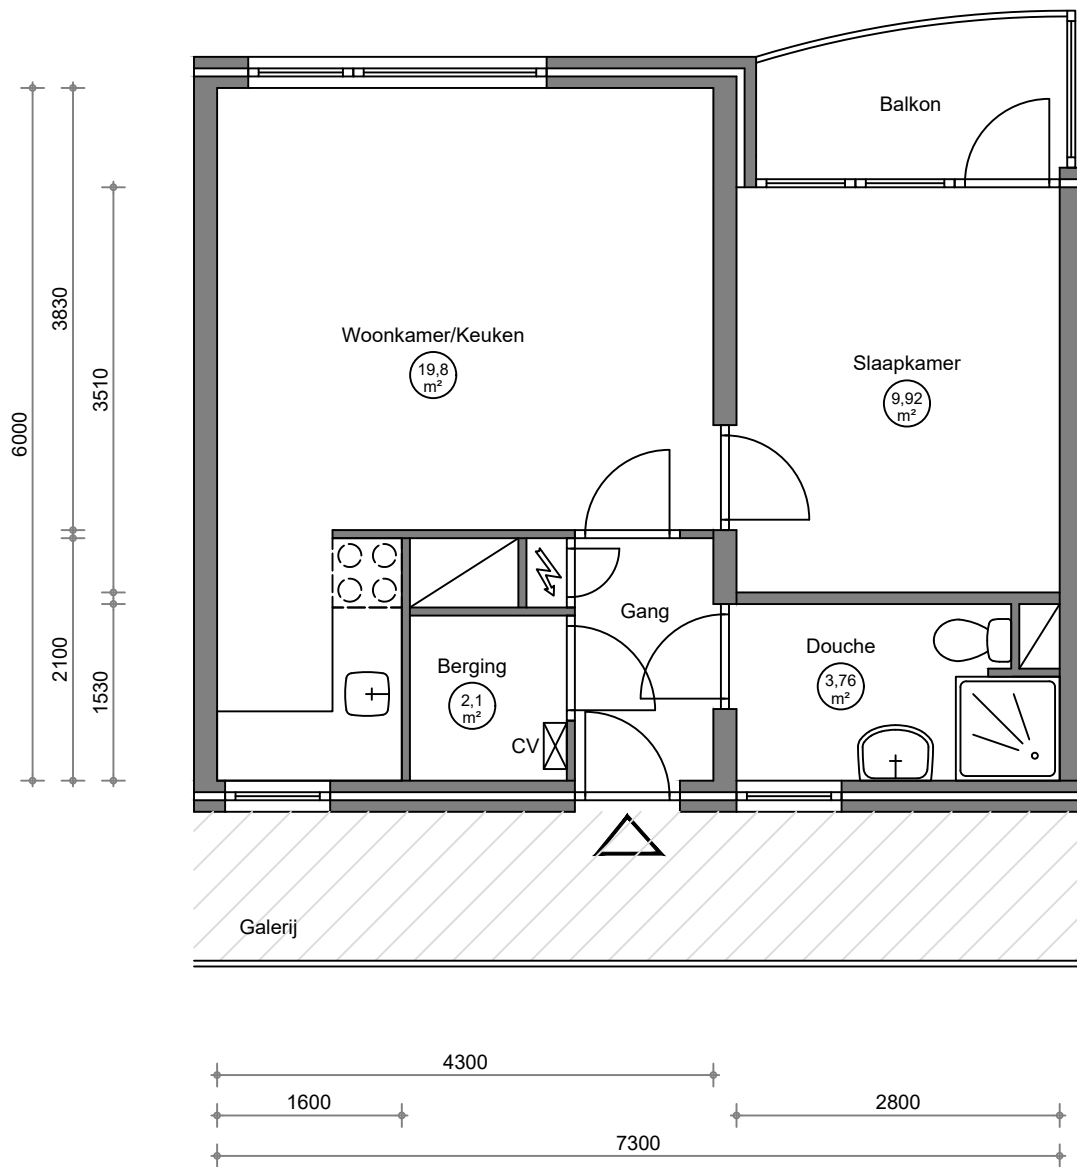 Balkon
Woonkamer/Keuken
19,8
m²
Slaapkamer
9,92
m²
Gang
Berging
2,1
m²
CV
Douche
3,76
m²
Galerij
6000
3830
2100
3510
1530
4300
1600
2800
7300